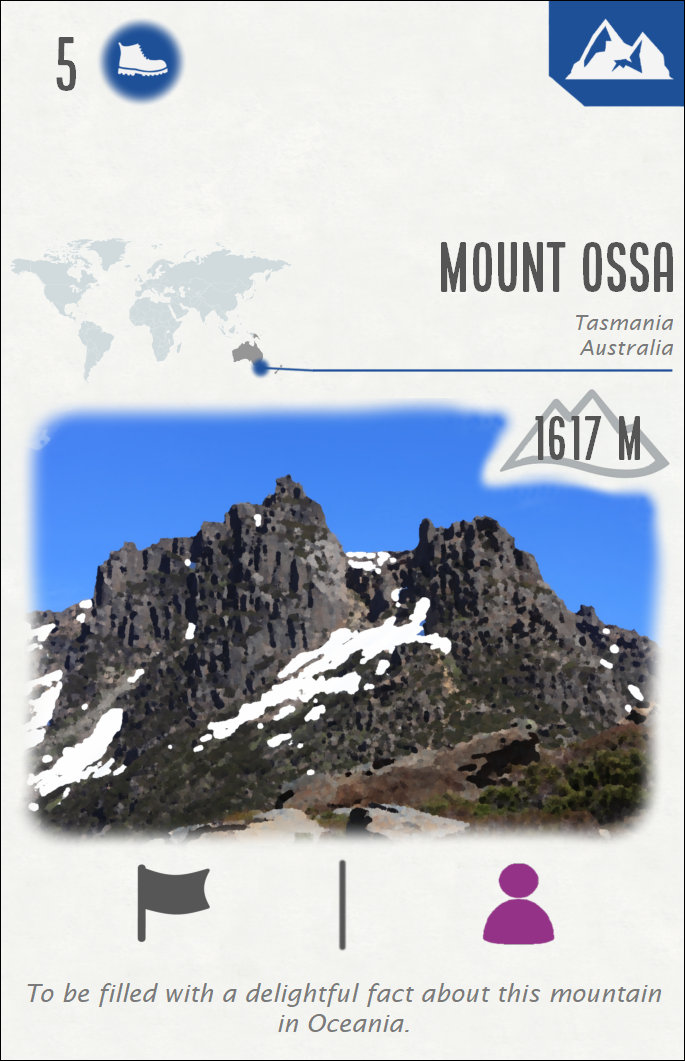 5
MOUNT OSSA
Tasmania
Australia
1617 M
To be filled with a delightful fact about this mountain
in Oceania.